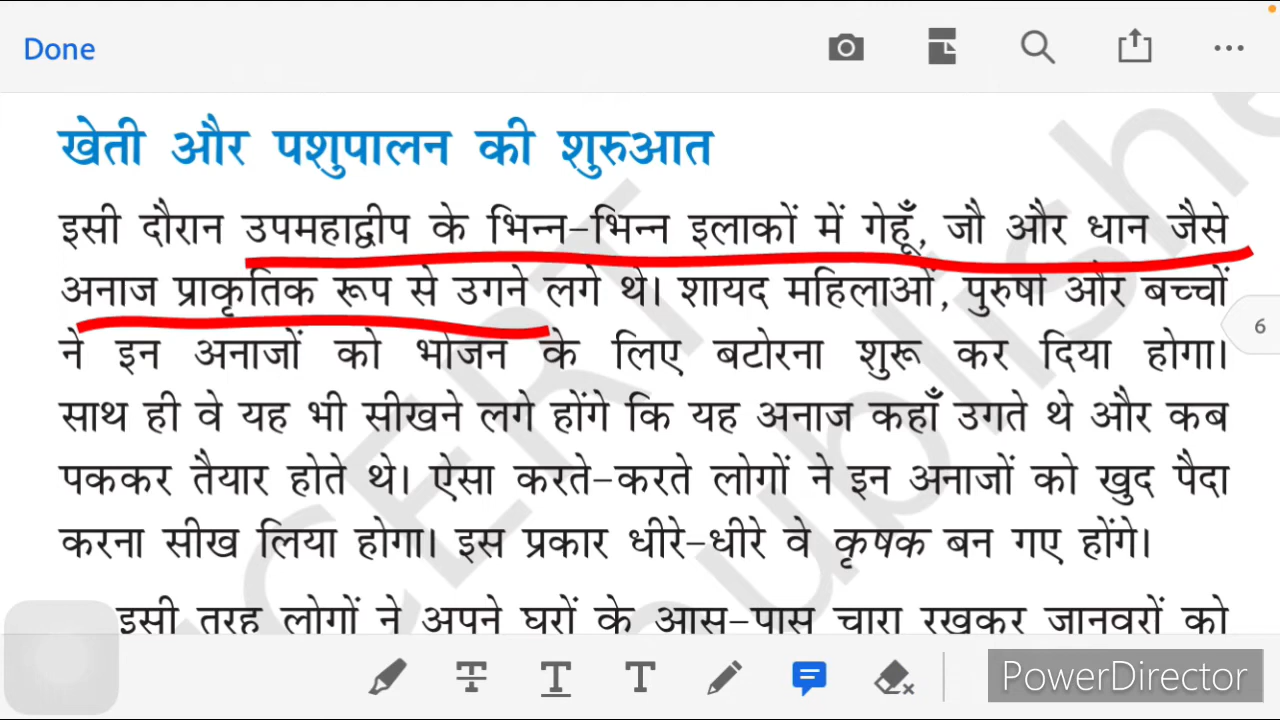 Done
खेती और पशुपालन की शुरुआत
इसी दौरान उपमहाद्वीप के भिन्न-भिन्न इलाकों में गेहूँ, जौ और धान जैसे
अनाज प्राकृतिक रूप से उगने लगे थे। शायद महिलाओं, पुरुषों और बच्चों
6
ने इन अनाजों को भोजन के लिए बटोरना शुरू कर दिया होगा।
साथ ही वे यह भी सीखने लगे होंगे कि यह अनाज कहाँ उगते थे और कब
पककर तैयार होते थे। ऐसा करते-करते लोगों ने इन अनाजों को खुद पैदा
करना सीख लिया होगा। इस प्रकार धीरे-धीरे वे कृषक बन गए होंगे।
इसी तरह लोगों ने अपने घरों के आस-पास चारा रखकर जानवरों को
T T T
PowerDirector